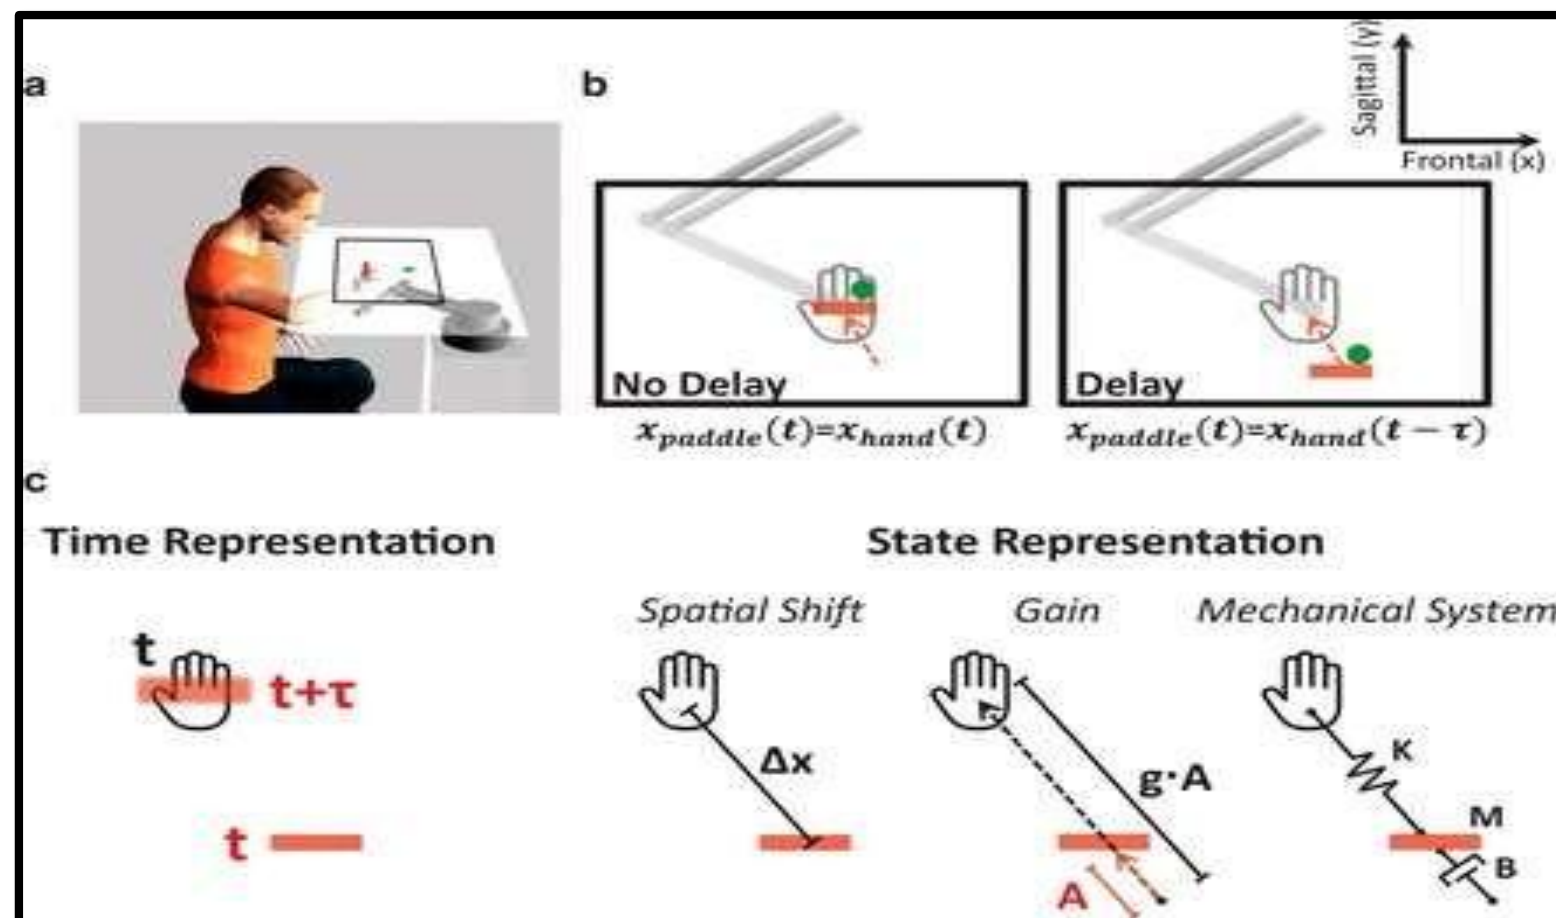 a
b
Sagittal (y)
Frontal (x)
No Delay
Delay
x_paddle(t)=x_hand(t)
x_paddle(t)=x_hand(t − τ)
c
Time Representation
State Representation
Spatial Shift
Gain
Mechanical System
t
t+τ
t
Δx
g·A
A
K
M
B